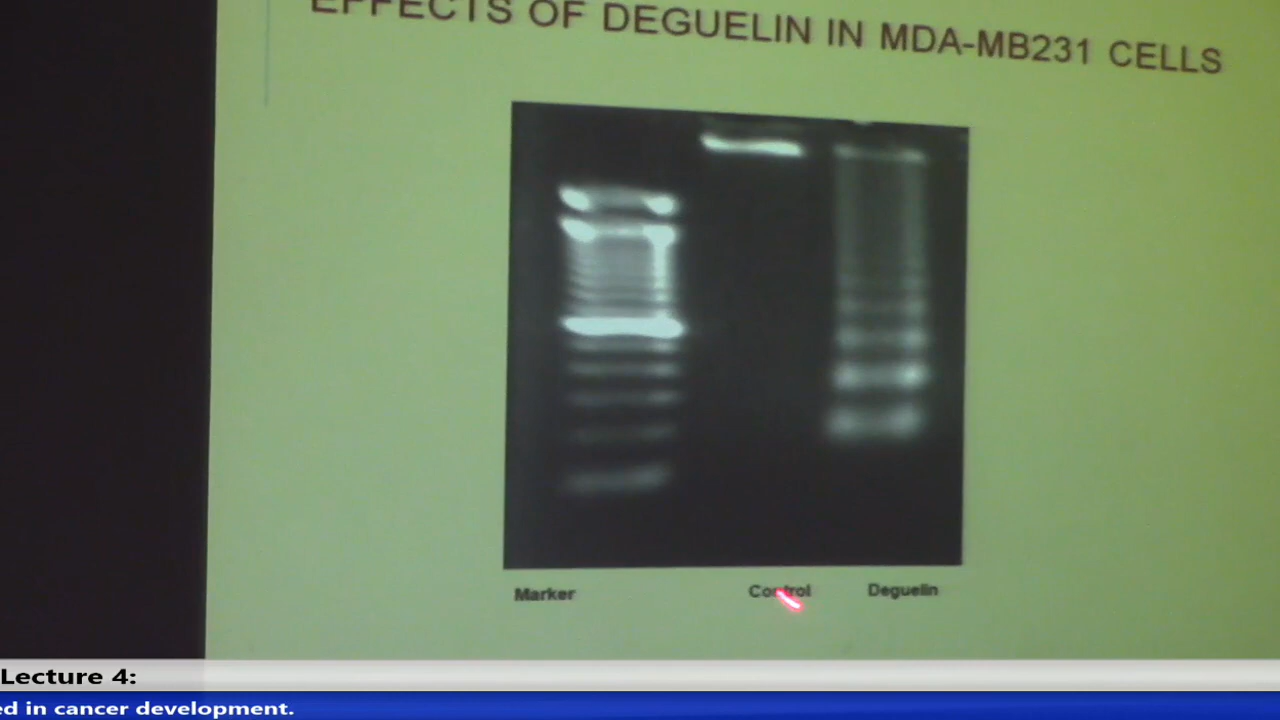 EFFECTS OF DEGUELIN IN MDA-MB231 CELLS
Marker
Control
Deguelin
Lecture 4:
ed in cancer development.